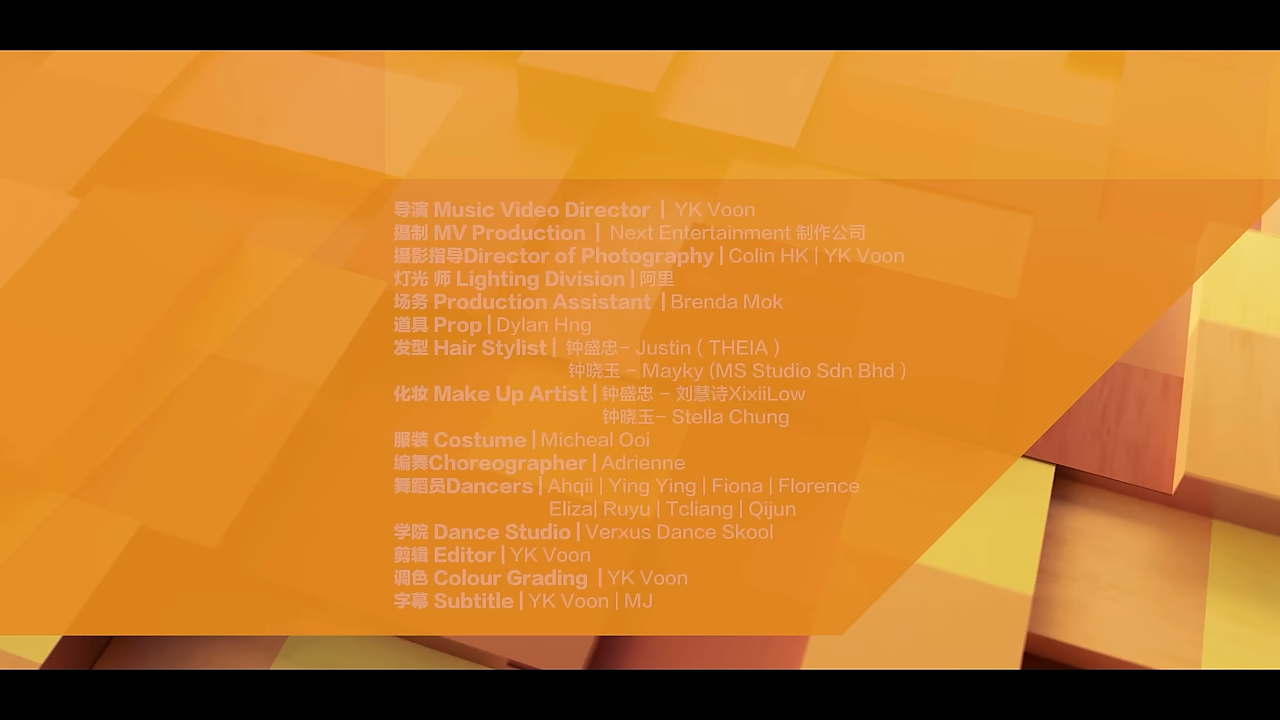 导演 Music Video Director | YK Voon
摄制 MV Production | Next Entertainment 制作公司
摄影指导Director of Photography | Colin HK | YK Voon
灯光 师 Lighting Division | 阿里
场务 Production Assistant | Brenda Mok
道具 Prop | Dylan Hng
发型 Hair Stylist | 钟盛忠- Justin ( THEIA )
钟晓玉 - Mayky (MS Studio Sdn Bhd )
化妆 Make Up Artist | 钟盛忠 - 刘慧诗XixiiLow
钟晓玉- Stella Chung
服装 Costume | Micheal Ooi
编舞Choreographer | Adrienne
舞蹈员Dancers | Ahqii | Ying Ying | Fiona | Florence
Eliza| Ruyu | Tcliang | Qijun
学院 Dance Studio | Verxus Dance Skool
剪辑 Editor | YK Voon
调色 Colour Grading | YK Voon
字幕 Subtitle | YK Voon | MJ